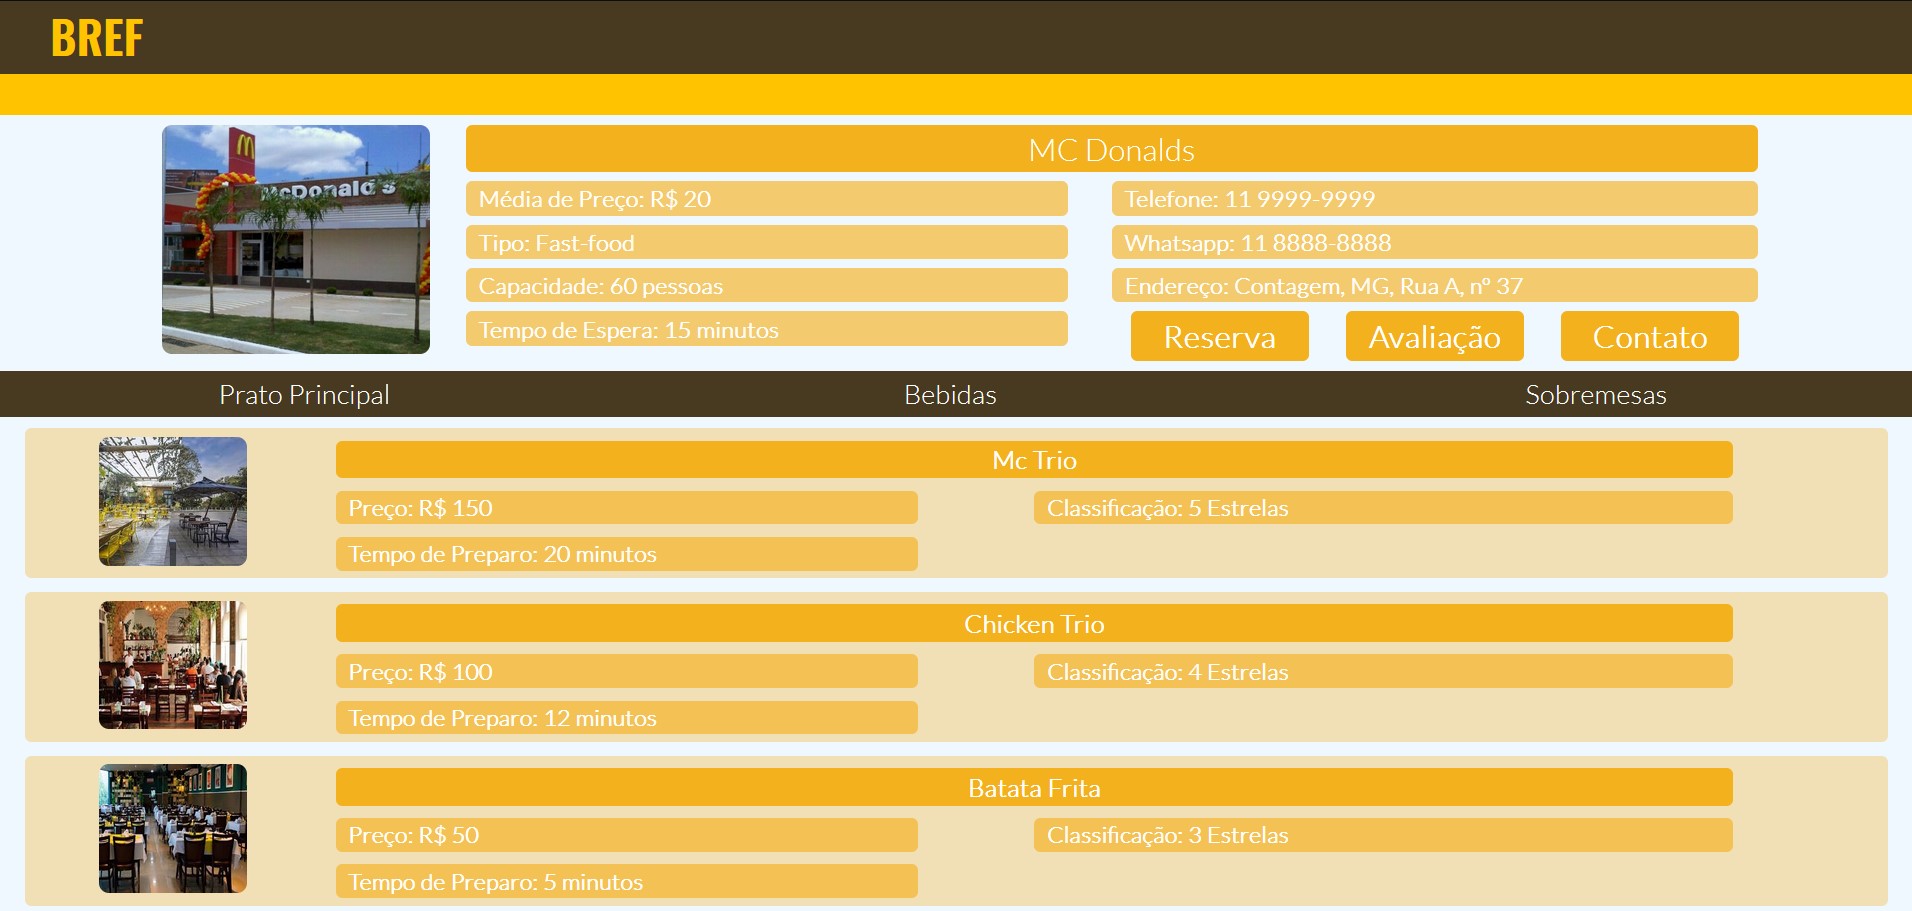 BREF
McDonald's
MC Donalds
Média de Preço: R$ 20
Telefone: 11 9999-9999
Tipo: Fast-food
Whatsapp: 11 8888-8888
Capacidade: 60 pessoas
Endereço: Contagem, MG, Rua A, nº 37
Tempo de Espera: 15 minutos
Reserva
Avaliação
Contato
Prato Principal
Bebidas
Sobremesas
Mc Trio
Preço: R$ 150
Classificação: 5 Estrelas
Tempo de Preparo: 20 minutos
Chicken Trio
Preço: R$ 100
Classificação: 4 Estrelas
Tempo de Preparo: 12 minutos
Batata Frita
Preço: R$ 50
Classificação: 3 Estrelas
Tempo de Preparo: 5 minutos